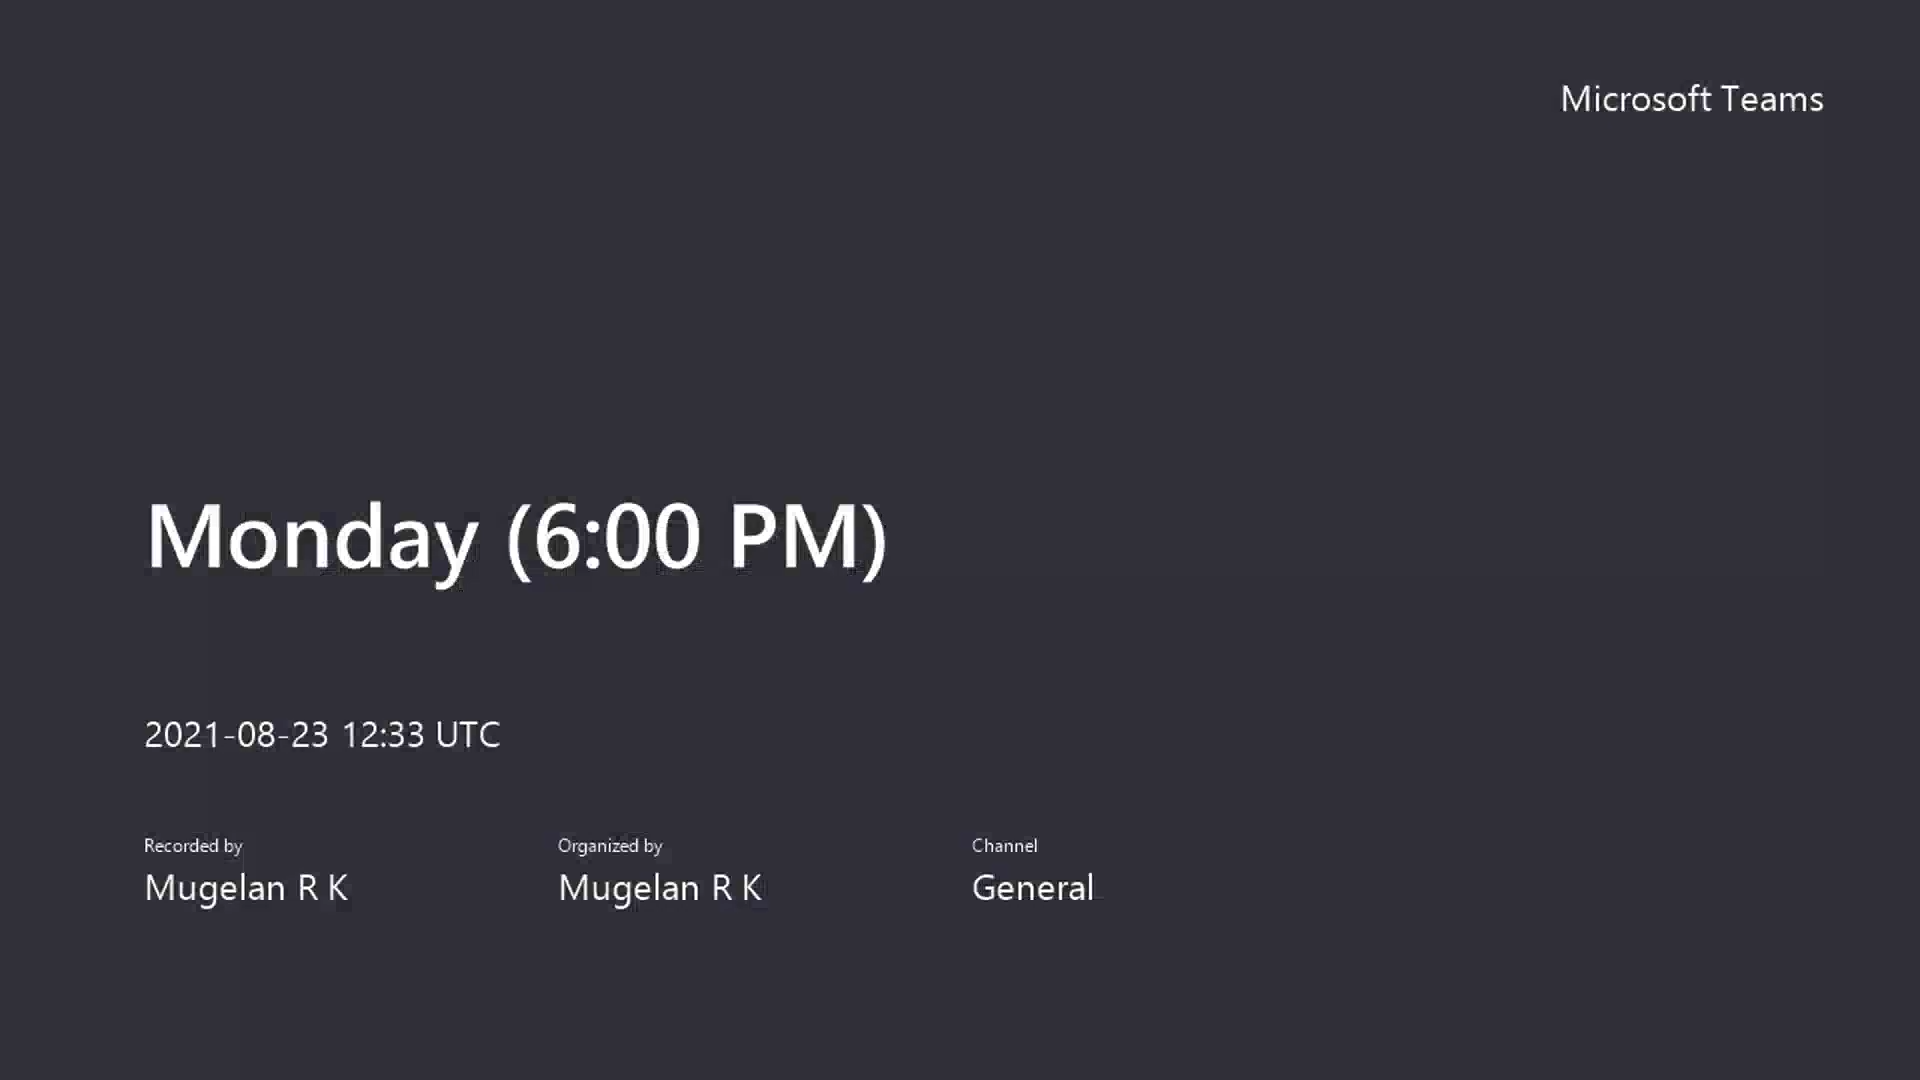 Microsoft Teams
Monday (6:00 PM)
2021-08-23 12:33 UTC
Recorded by Organized by Channel
Mugelan R K Mugelan R K General